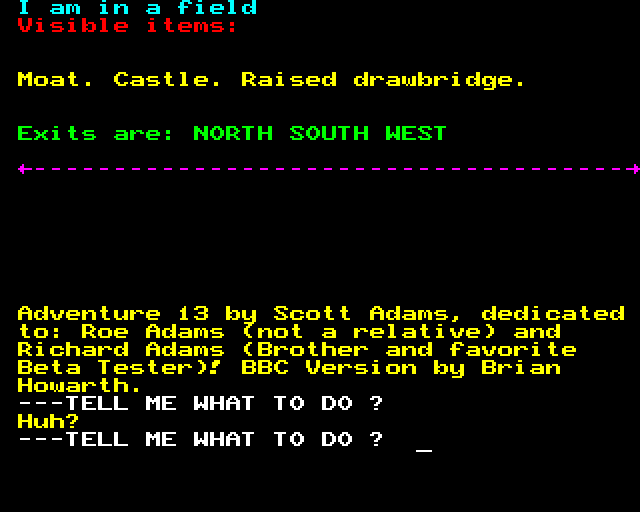 I am in a field
Visible items:
Moat. Castle. Raised drawbridge.
Exits are: NORTH SOUTH WEST
Adventure 13 by Scott Adams, dedicated
to: Roe Adams (not a relative) and
Richard Adams (Brother and favorite
Beta Tester)! BBC Version by Brian
Howarth.
---TELL ME WHAT TO DO ?
Huh?
---TELL ME WHAT TO DO ? _